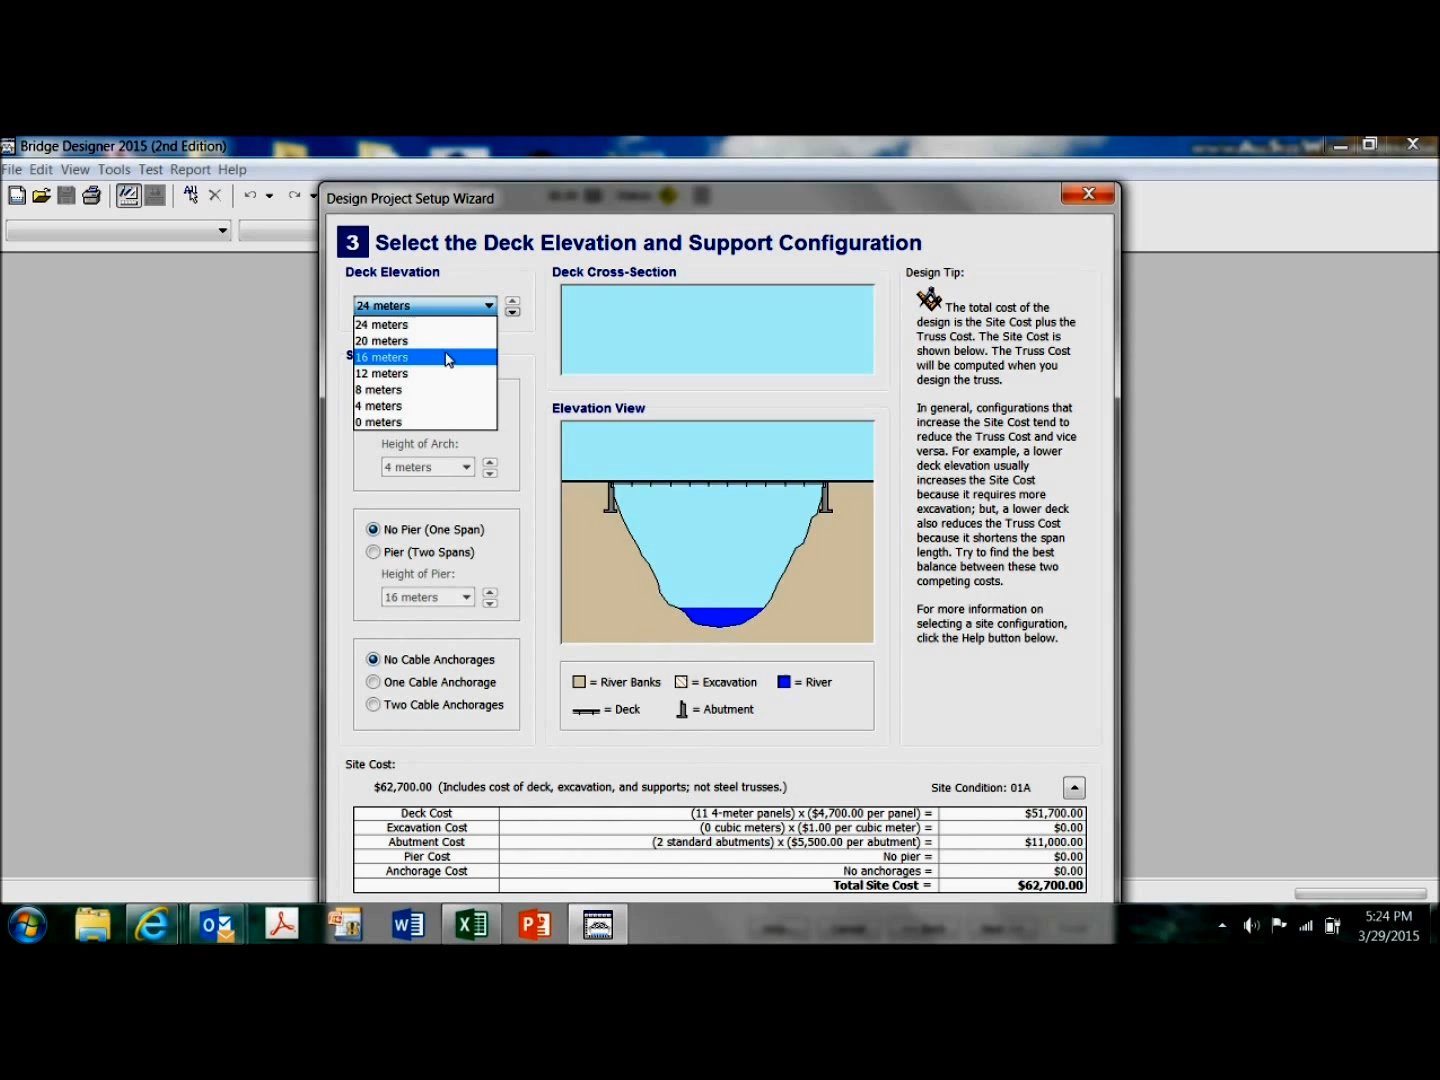 Bridge Designer 2015 (2nd Edition)
File Edit View Tools Test Report Help
Design Project Setup Wizard
3 Select the Deck Elevation and Support Configuration
Deck Elevation
24 meters
24 meters
20 meters
16 meters
12 meters
8 meters
4 meters
0 meters
Height of Arch:
4 meters
No Pier (One Span)
Pier (Two Spans)
Height of Pier:
16 meters
No Cable Anchorages
One Cable Anchorage
Two Cable Anchorages
Deck Cross-Section
Elevation View
= River Banks = Excavation = River
= Deck = Abutment
Design Tip:
The total cost of the
design is the Site Cost plus the
Truss Cost. The Site Cost is
shown below. The Truss Cost
will be computed when you
design the truss.
In general, configurations that
increase the Site Cost tend to
reduce the Truss Cost and vice
versa. For example, a lower
deck elevation usually
increases the Site Cost
because it requires more
excavation; but, a lower deck
also reduces the Truss Cost
because it shortens the span
length. Try to find the best
balance between these two
competing costs.
For more information on
selecting a site configuration,
click the Help button below.
Site Cost:
$62,700.00 (Includes cost of deck, excavation, and supports; not steel trusses.) Site Condition: 01A
Deck Cost (11 4-meter panels) x ($4,700.00 per panel) = $51,700.00
Excavation Cost (0 cubic meters) x ($1.00 per cubic meter) = $0.00
Abutment Cost (2 standard abutments) x ($5,500.00 per abutment) = $11,000.00
Pier Cost No pier = $0.00
Anchorage Cost No anchorages = $0.00
Total Site Cost = $62,700.00
5:24 PM
3/29/2015